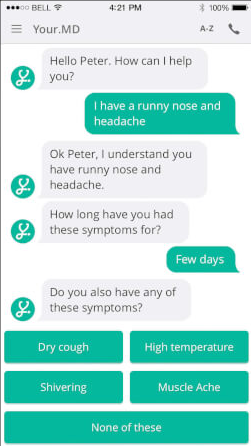 BELL 4:21 PM 100%
Your.MD A-Z
Hello Peter. How can I help
you?
I have a runny nose and
headache
Ok Peter, I understand you
have runny nose and
headache.
How long have you had
these symptoms for?
Few days
Do you also have any of
these symptoms?
Dry cough High temperature
Shivering Muscle Ache
None of these